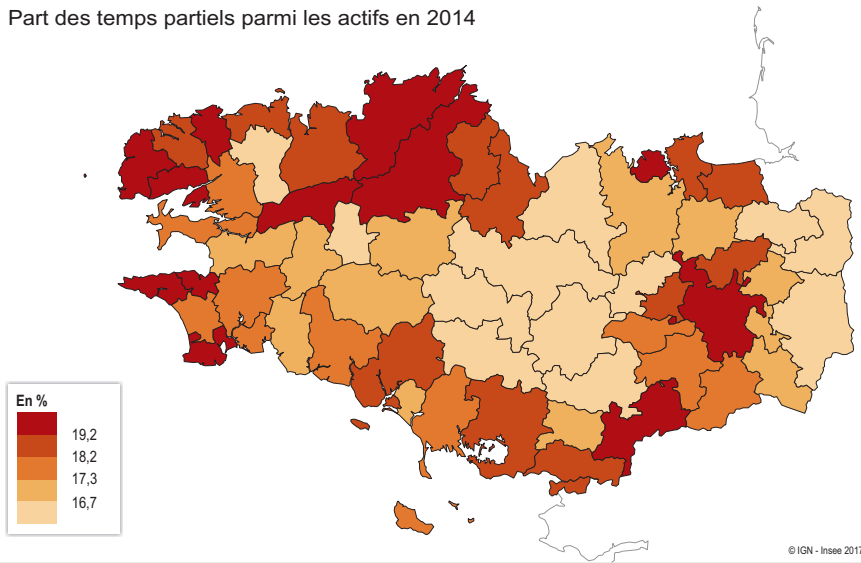 Part des temps partiels parmi les actifs en 2014
En %
19,2
18,2
17,3
16,7
© IGN - Insee 2017